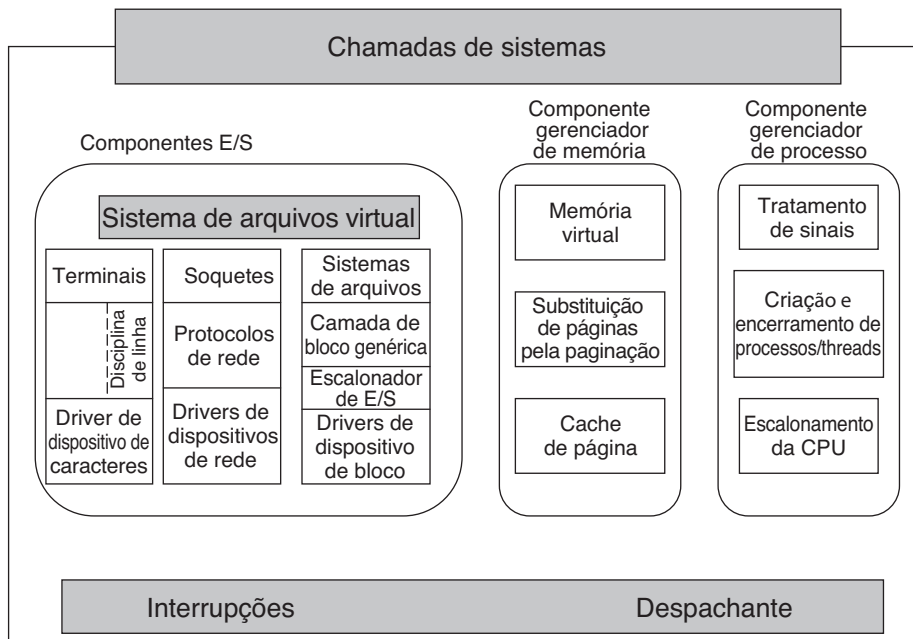 Chamadas de sistemas
Componentes E/S
Sistema de arquivos virtual
Terminais
Disciplina
de linha
Driver de
dispositivo de
caracteres
Soquetes
Protocolos
de rede
Drivers de
dispositivos
de rede
Sistemas
de arquivos
Camada de
bloco genérica
Escalonador
de E/S
Drivers de
dispositivo
de bloco
Componente
gerenciador
de memória
Memória
virtual
Substituição
de páginas
pela paginação
Cache
de página
Componente
gerenciador
de processo
Tratamento
de sinais
Criação e
encerramento de
processos/threads
Escalonamento
da CPU
Interrupções
Despachante